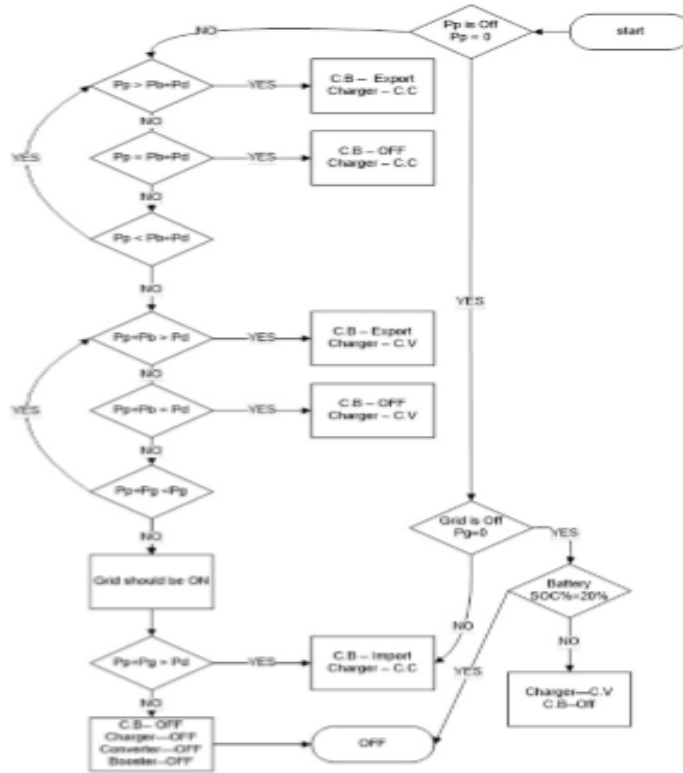 start
Pp is Off
Pp = 0
NO
Pp > Pb+Pd
YES
C.B – Export
Charger – C.C
NO
Pp = Pb+Pd
YES
C.B – OFF
Charger – C.C
YES
NO
Pp < Pb+Pd
NO
YES
Pp+Pb > Pd
YES
C.B – Export
Charger – C.V
NO
Pp+Pb = Pd
YES
C.B – OFF
Charger – C.V
YES
NO
Pp+Pg <Pg
NO
Grid is Off
Pg=0
YES
Grid should be ON
Battery
SOC%=20%
NO
Pp+Pg > Pd
YES
C.B – Import
Charger – C.C
YES
NO
Charger—C.V
C.B--Off
NO
C.B-- OFF
Charger---OFF
Converter---OFF
Booster--OFF
OFF